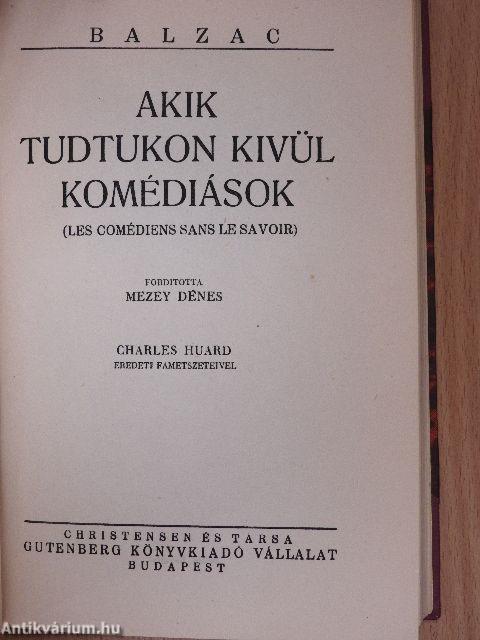 BALZAC
AKIK
TUDTUKON KIVÜL
KOMÉDIÁSOK
(LES COMÉDIENS SANS LE SAVOIR)
FORDITOTTA
MEZEY DÉNES
CHARLES HUARD
EREDETI FAMETSZETEIVEL
CHRISTENSEN ÉS TARSA
GUTENBERG KÖNYVKIADÓ VÁLLALAT
BUDAPEST
Antikvárium.hu